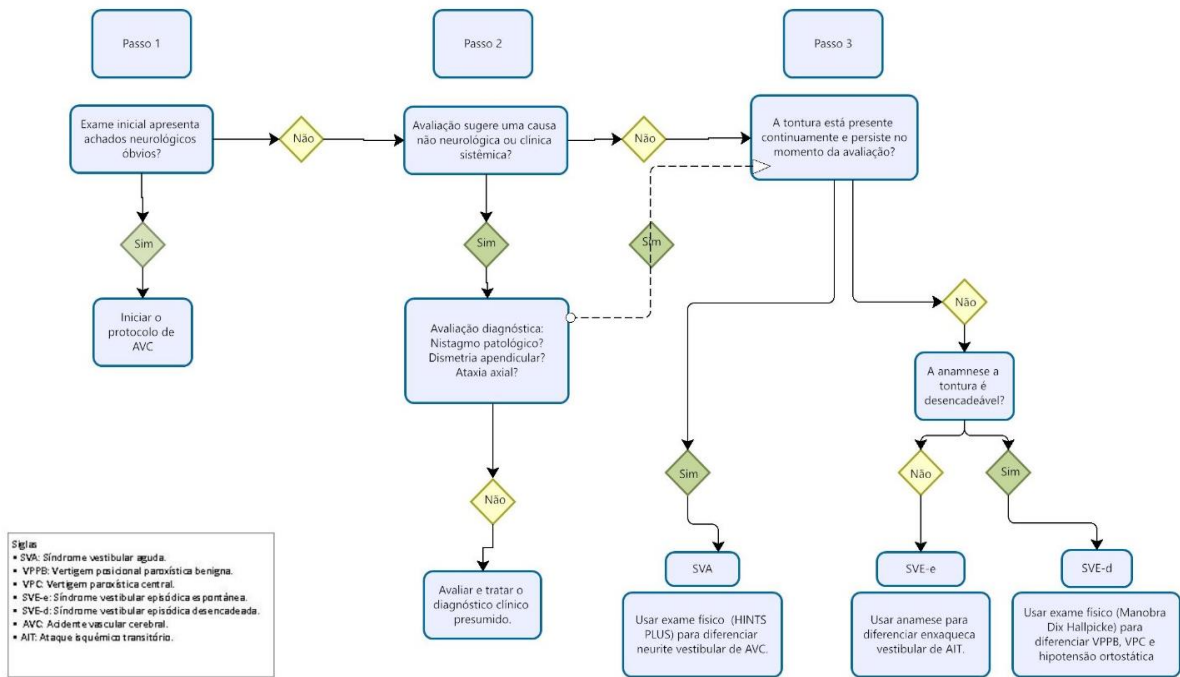 Passo 1
Passo 2
Passo 3
Exame inicial apresenta
achados neurológicos
óbvios?
Não
Avaliação sugere uma causa
não neurológica ou clínica
sistêmica?
Não
A tontura está presente
continuamente e persiste no
momento da avaliação?
Sim
Sim
Sim
Iniciar o
protocolo de
AVC
Avaliação diagnóstica:
Nistagmo patológico?
Dismetria apendicular?
Ataxia axial?
Não
A anamnese a
tontura é
desencadeável?
Não
Sim
Não
Sim
Avaliar e tratar o
diagnóstico clínico
presumido.
SVA
Usar exame físico (HINTS
PLUS) para diferenciar
neurite vestibular de AVC.
SVE-e
Usar anamese para
diferenciar enxaqueca
vestibular de AIT.
SVE-d
Usar exame físico (Manobra
Dix Hallpicke) para
diferenciar VPPB, VPC e
hipotensão ortostática
Siglas
▪ SVA: Síndrome vestibular aguda.
▪ VPPB: Vertigem posicional paroxística benigna.
▪ VPC: Vertigem paroxística central.
▪ SVE-e: Síndrome vestibular episódica espontânea.
▪ SVE-d: Síndrome vestibular episódica desencadeada.
▪ AVC: Acidente vascular cerebral.
▪ AIT: Ataque isquémico transitório.